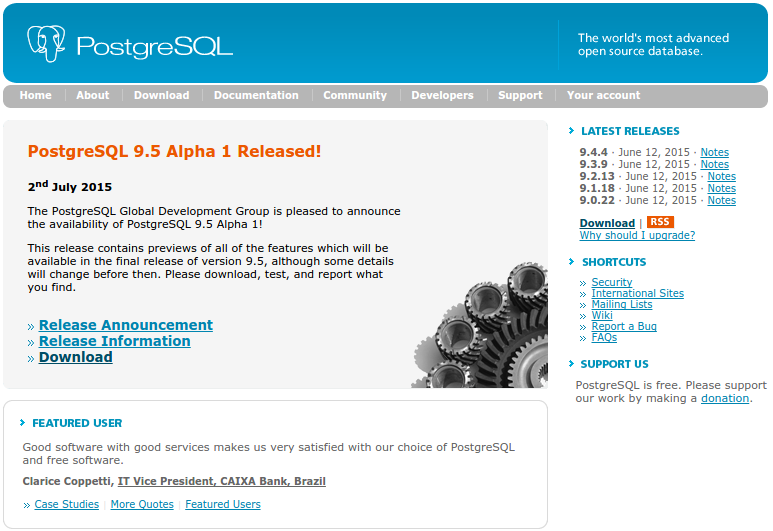 PostgreSQL
The world's most advanced
open source database.
Home
About
Download
Documentation
Community
Developers
Support
Your account
PostgreSQL 9.5 Alpha 1 Released!
2nd July 2015
The PostgreSQL Global Development Group is pleased to announce
the availability of PostgreSQL 9.5 Alpha 1!
This release contains previews of all of the features which will be
available in the final release of version 9.5, although some details
will change before then. Please download, test, and report what
you find.
» Release Announcement
» Release Information
» Download
FEATURED USER
Good software with good services makes us very satisfied with our choice of PostgreSQL
and free software.
Clarice Coppetti, IT Vice President, CAIXA Bank, Brazil
» Case Studies | More Quotes | Featured Users
LATEST RELEASES
9.4.4 · June 12, 2015 · Notes
9.3.9 · June 12, 2015 · Notes
9.2.13 · June 12, 2015 · Notes
9.1.18 · June 12, 2015 · Notes
9.0.22 · June 12, 2015 · Notes
Download | RSS
Why should I upgrade?
SHORTCUTS
» Security
» International Sites
» Mailing Lists
» Wiki
» Report a Bug
» FAQs
SUPPORT US
PostgreSQL is free. Please support
our work by making a donation.